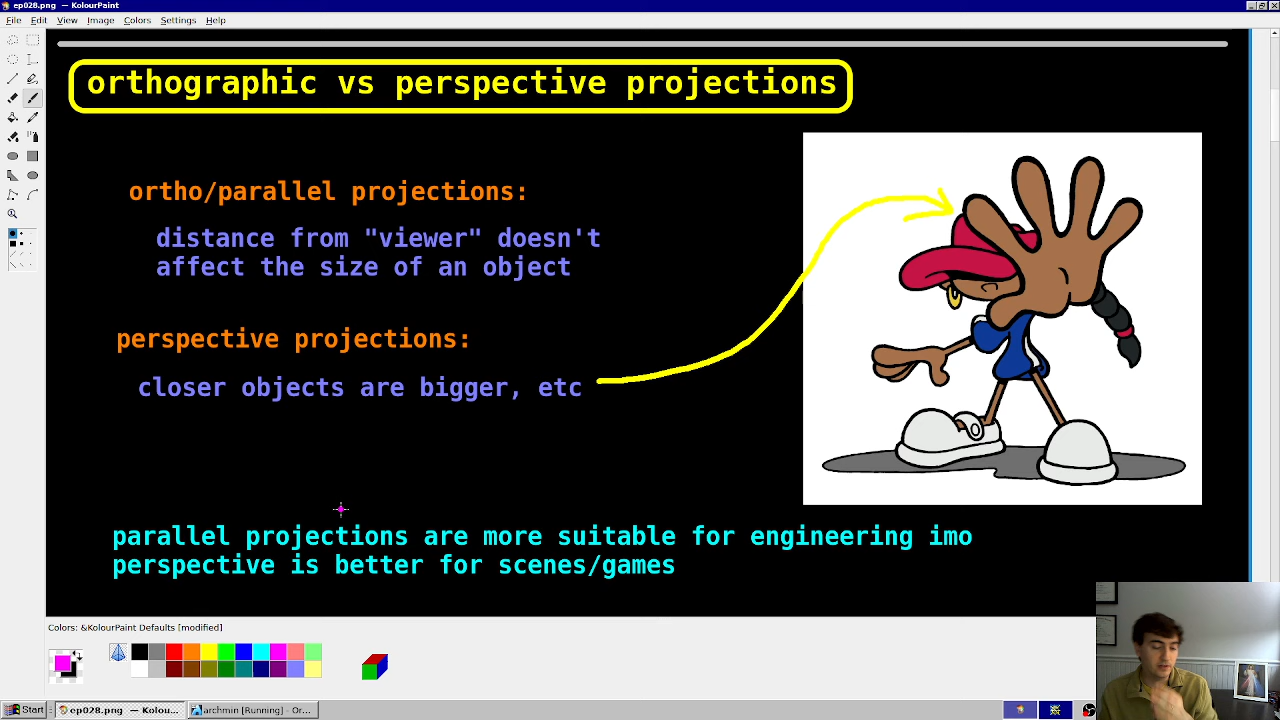 ep028.png — KolourPaint
File Edit View Image Colors Settings Help
orthographic vs perspective projections
ortho/parallel projections:
distance from "viewer" doesn't
affect the size of an object
perspective projections:
closer objects are bigger, etc
parallel projections are more suitable for engineering imo
perspective is better for scenes/games
Colors: &KolourPaint Defaults [modified]
Start ep028.png — Kolou... archmin [Running] - Or...